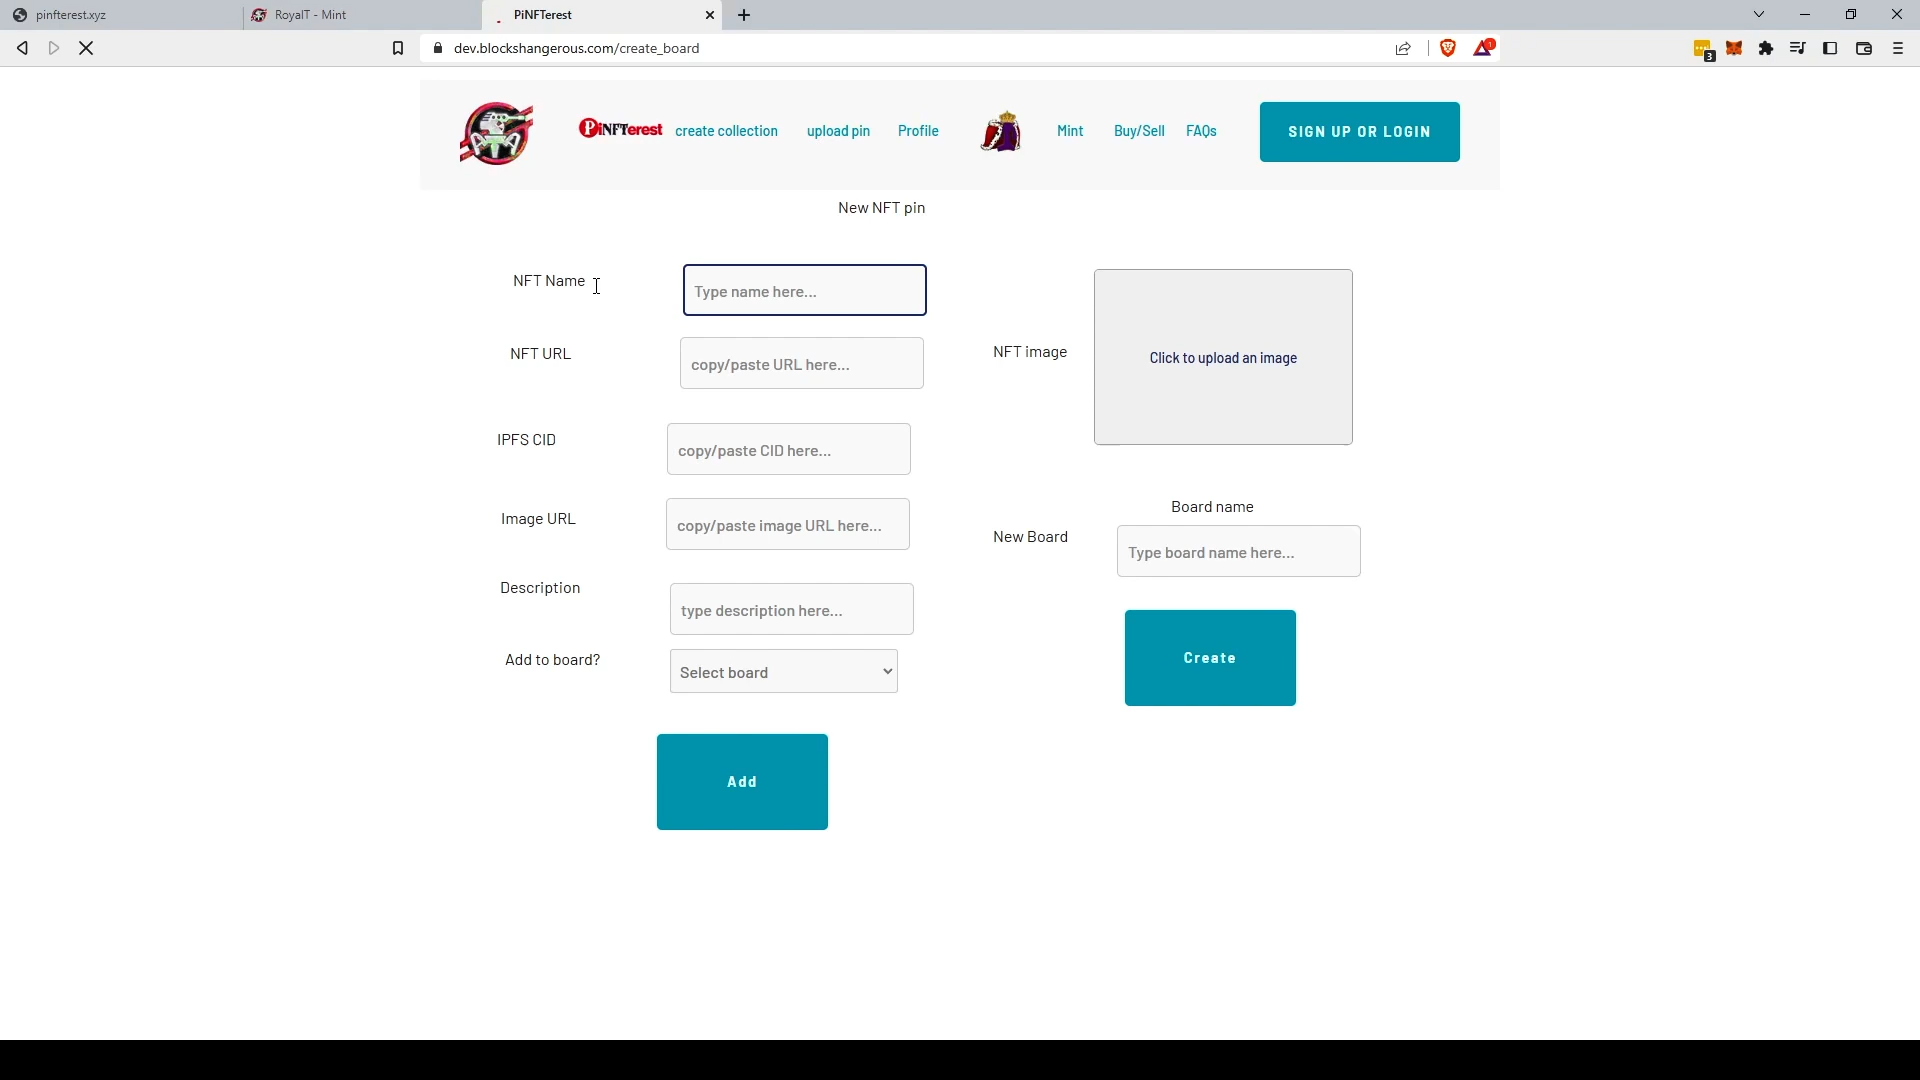 pinfterest.xyz
RoyalT - Mint
PiNFTerest
dev.blockshangerous.com/create_board
1
3
PiNFTerest
create collection
upload pin
Profile
Mint
Buy/Sell
FAQs
SIGN UP OR LOGIN
New NFT pin
NFT Name
Type name here...
NFT URL
copy/paste URL here...
NFT image
Click to upload an image
IPFS CID
copy/paste CID here...
Image URL
copy/paste image URL here...
Board name
New Board
Type board name here...
Description
type description here...
Add to board?
Select board
Create
Add